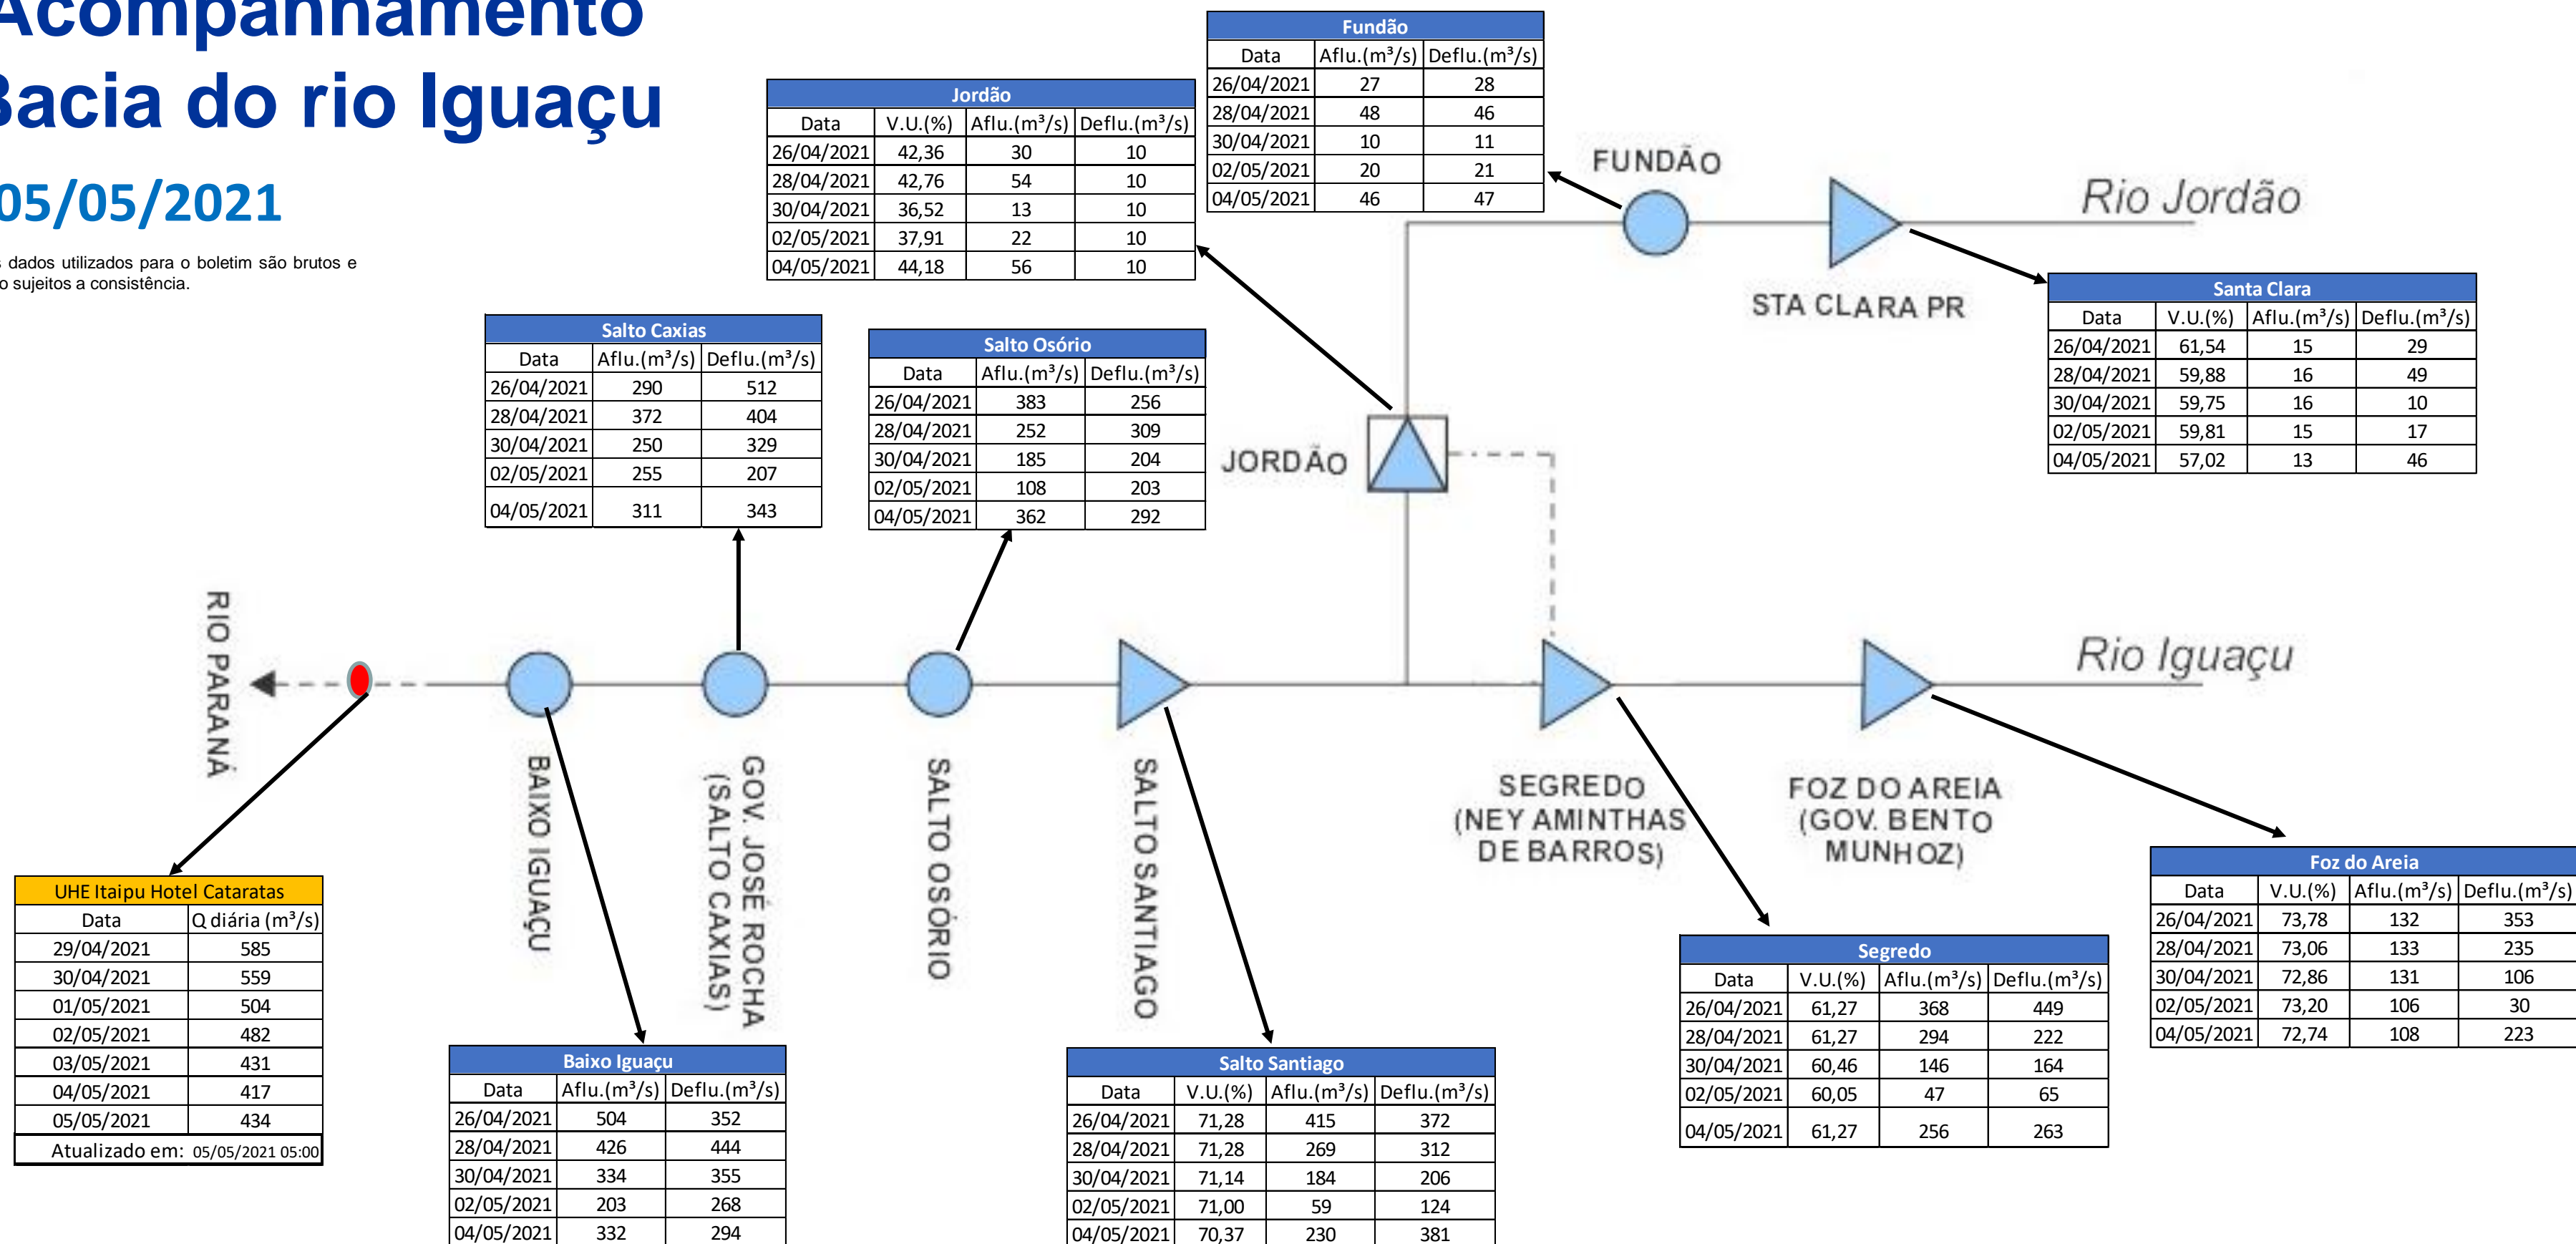 Acompanhamento
Bacia do rio Iguaçu
05/05/2021
s dados utilizados para o boletim são brutos e
o sujeitos a consistência.
Fundão
Data Aflu.(m³/s) Deflu.(m³/s)
26/04/2021 27 28
28/04/2021 48 46
30/04/2021 10 11
02/05/2021 20 21
04/05/2021 46 47
Jordão
Data V.U.(%) Aflu.(m³/s) Deflu.(m³/s)
26/04/2021 42,36 30 10
28/04/2021 42,76 54 10
30/04/2021 36,52 13 10
02/05/2021 37,91 22 10
04/05/2021 44,18 56 10
FUNDÃO
Rio Jordão
STA CLARA PR
Santa Clara
Data V.U.(%) Aflu.(m³/s) Deflu.(m³/s)
26/04/2021 61,54 15 29
28/04/2021 59,88 16 49
30/04/2021 59,75 16 10
02/05/2021 59,81 15 17
04/05/2021 57,02 13 46
Salto Caxias
Data Aflu.(m³/s) Deflu.(m³/s)
26/04/2021 290 512
28/04/2021 372 404
30/04/2021 250 329
02/05/2021 255 207
04/05/2021 311 343
Salto Osório
Data Aflu.(m³/s) Deflu.(m³/s)
26/04/2021 383 256
28/04/2021 252 309
30/04/2021 185 204
02/05/2021 108 203
04/05/2021 362 292
JORDÃO
RIO PARANÁ
Rio Iguaçu
BAIXO IGUAÇU
GOV. JOSÉ ROCHA
(SALTO CAXIAS)
SALTO OSÓRIO
SALTO SANTIAGO
SEGREDO
(NEY AMINTHAS
DE BARROS)
FOZ DO AREIA
(GOV. BENTO
MUNHOZ)
UHE Itaipu Hotel Cataratas
Data Q diária (m³/s)
29/04/2021 585
30/04/2021 559
01/05/2021 504
02/05/2021 482
03/05/2021 431
04/05/2021 417
05/05/2021 434
Atualizado em: 05/05/2021 05:00
Baixo Iguaçu
Data Aflu.(m³/s) Deflu.(m³/s)
26/04/2021 504 352
28/04/2021 426 444
30/04/2021 334 355
02/05/2021 203 268
04/05/2021 332 294
Salto Santiago
Data V.U.(%) Aflu.(m³/s) Deflu.(m³/s)
26/04/2021 71,28 415 372
28/04/2021 71,28 269 312
30/04/2021 71,14 184 206
02/05/2021 71,00 59 124
04/05/2021 70,37 230 381
Segredo
Data V.U.(%) Aflu.(m³/s) Deflu.(m³/s)
26/04/2021 61,27 368 449
28/04/2021 61,27 294 222
30/04/2021 60,46 146 164
02/05/2021 60,05 47 65
04/05/2021 61,27 256 263
Foz do Areia
Data V.U.(%) Aflu.(m³/s) Deflu.(m³/s)
26/04/2021 73,78 132 353
28/04/2021 73,06 133 235
30/04/2021 72,86 131 106
02/05/2021 73,20 106 30
04/05/2021 72,74 108 223